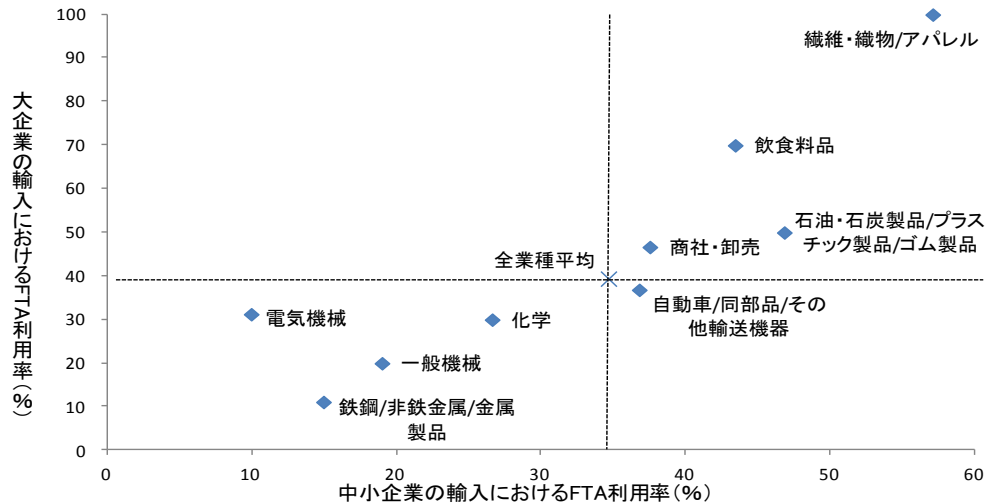 大企業の輸入におけるFTA利用率(%)
100
90
80
70
60
50
40
30
20
10
0
繊維・織物/アパレル
飲食料品
石油・石炭製品/プラス
チック製品/ゴム製品
商社・卸売
全業種平均
自動車/同部品/その
他輸送機器
電気機械
化学
一般機械
鉄鋼/非鉄金属/金属
製品
0
10
20
30
40
50
60
中小企業の輸入におけるFTA利用率(%)